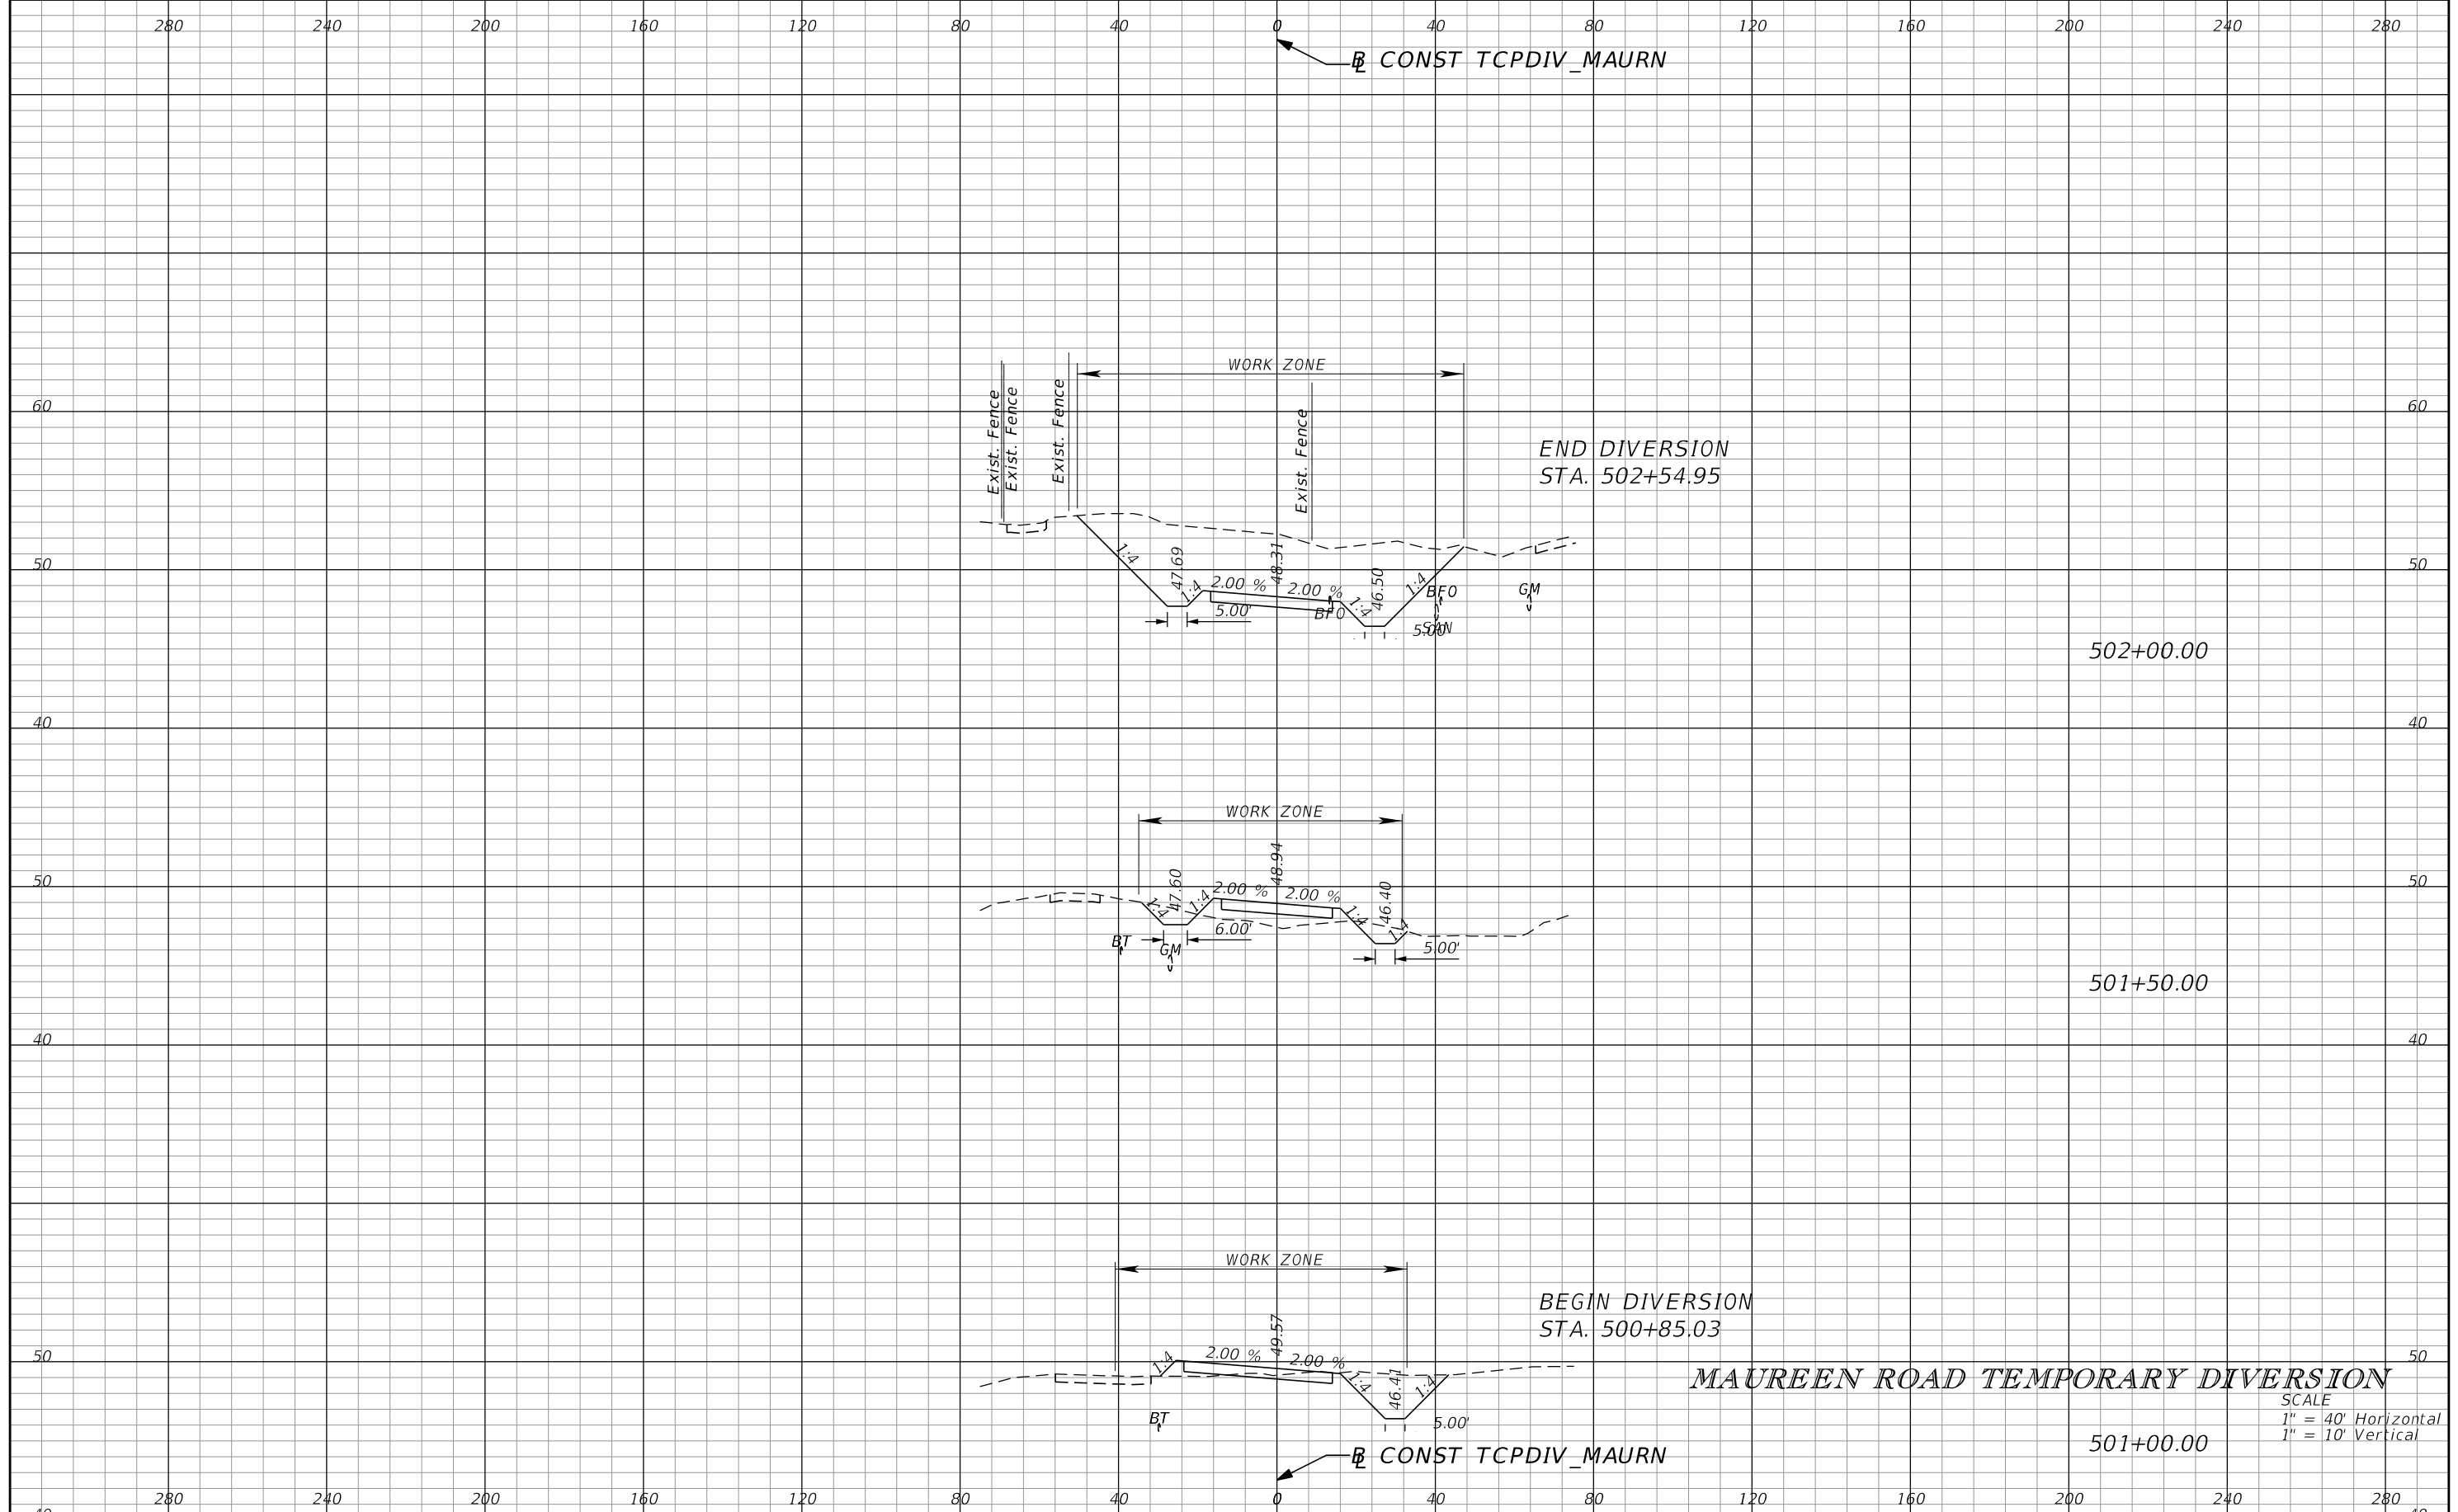 280 240 200 160 120 80 40 0 40 80 120 160 200 240 280
BL CONST TCPDIV_MAURN
WORK ZONE
Exist. Fence
Exist. Fence
Exist. Fence
Exist. Fence
60 60
END DIVERSION
STA. 502+54.95
50 50
1:4
47.69
1:4
2.00 %
48.31
2.00 %
1:4
46.50
1:4
BFO
GM
5.00'
BFO
SAN
5.00'
502+00.00
40 40
WORK ZONE
50 50
1:4
47.60
1:4
2.00 %
48.94
2.00 %
1:4
46.40
1:4
BT
GM
6.00'
5.00'
501+50.00
40 40
WORK ZONE
BEGIN DIVERSION
STA. 500+85.03
50 50
1:4
2.00 %
49.57
2.00 %
1:4
46.41
1:4
MAUREEN ROAD TEMPORARY DIVERSION
SCALE
1" = 40' Horizontal
1" = 10' Vertical
BT
5.00'
501+00.00
BL CONST TCPDIV_MAURN
280 240 200 160 120 80 40 0 40 80 120 160 200 240 280